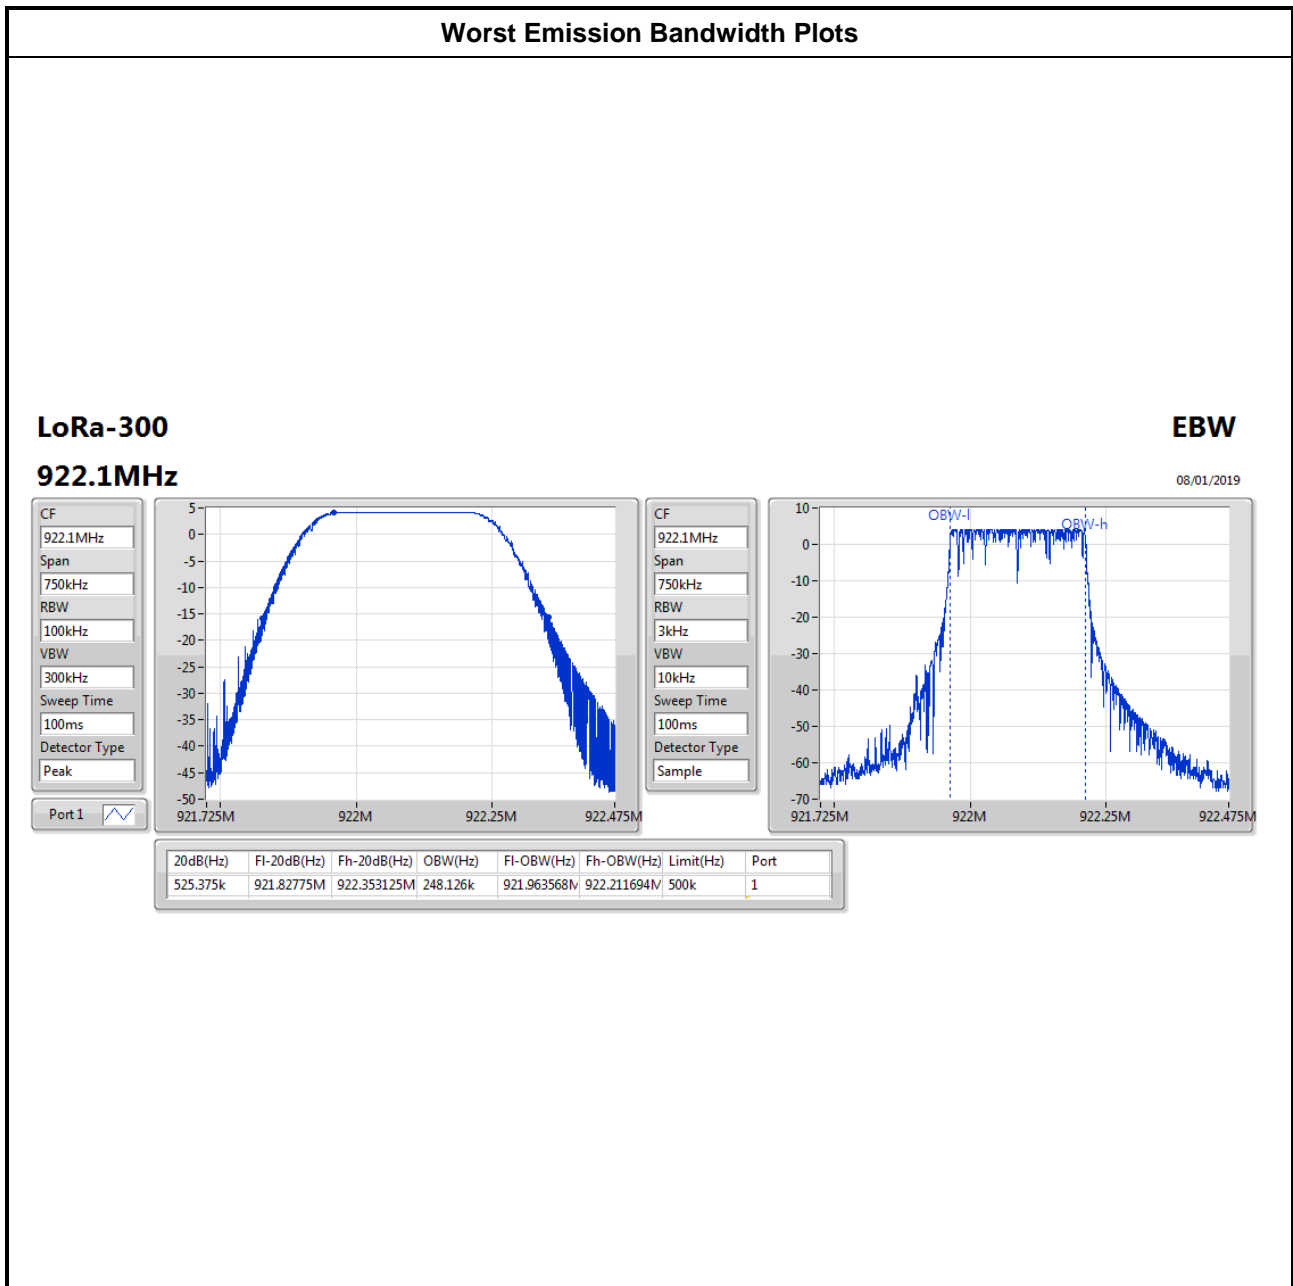 Worst Emission Bandwidth Plots
LoRa-300
EBW
922.1MHz
08/01/2019
CF
922.1MHz
Span
750kHz
RBW
100kHz
VBW
300kHz
Sweep Time
100ms
Detector Type
Peak
Port 1
5
0
-5
-10
-15
-20
-25
-30
-35
-40
-45
-50
921.725M 922M 922.25M 922.475M
CF
922.1MHz
Span
750kHz
RBW
3kHz
VBW
10kHz
Sweep Time
100ms
Detector Type
Sample
10
0
-10
-20
-30
-40
-50
-60
-70
OBW-l
OBW-h
921.725M 922M 922.25M 922.475M
20dB(Hz) Fl-20dB(Hz) Fh-20dB(Hz) OBW(Hz) Fl-OBW(Hz) Fh-OBW(Hz) Limit(Hz) Port
525.375k 921.82775M 922.353125M 248.126k 921.963568M 922.211694M 500k 1